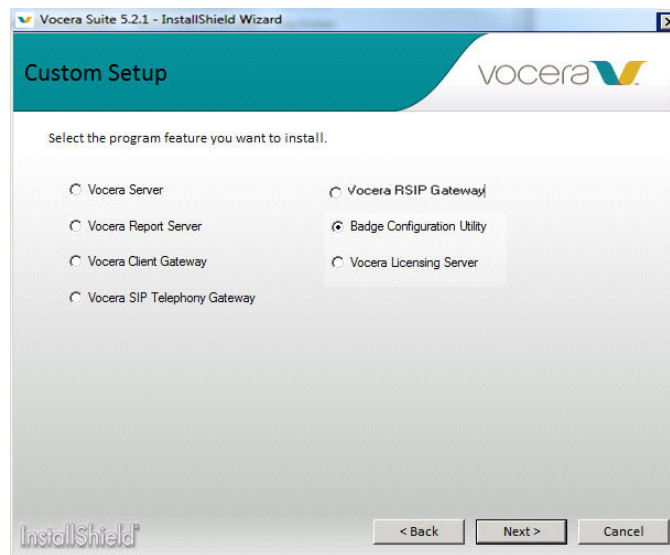 Vocera Suite 5.2.1 - InstallShield Wizard
Custom Setup
vocera
Select the program feature you want to install.
Vocera Server
Vocera RSIP Gateway
Vocera Report Server
Badge Configuration Utility
Vocera Client Gateway
Vocera Licensing Server
Vocera SIP Telephony Gateway
InstallShield
< Back
Next >
Cancel